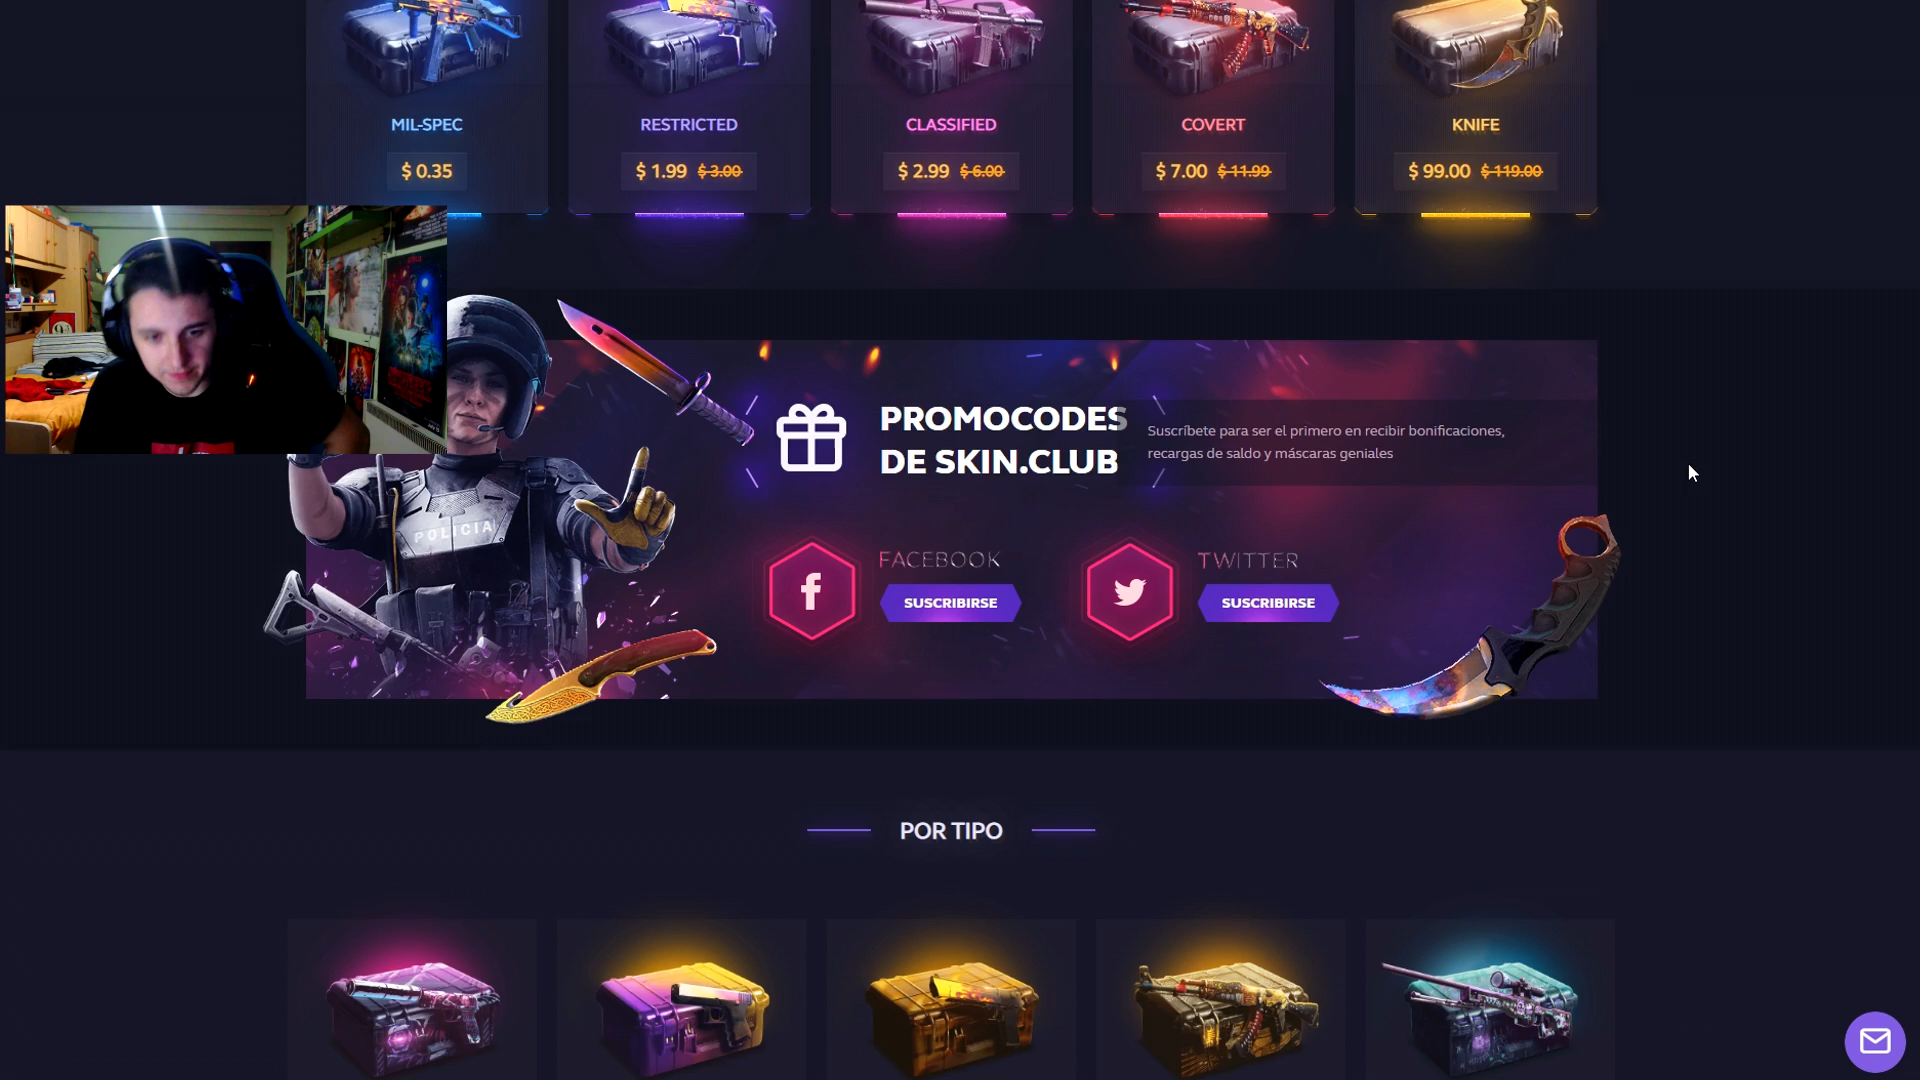 MIL-SPEC
$ 0.35
RESTRICTED
$ 1.99 $ 3.00
CLASSIFIED
$ 2.99 $ 6.00
COVERT
$ 7.00 $ 11.99
KNIFE
$ 99.00 $ 119.00
POLICIA
PROMOCODES
DE SKIN.CLUB
Suscríbete para ser el primero en recibir bonificaciones,
recargas de saldo y máscaras geniales
FACEBOOK
SUSCRIBIRSE
TWITTER
SUSCRIBIRSE
POR TIPO